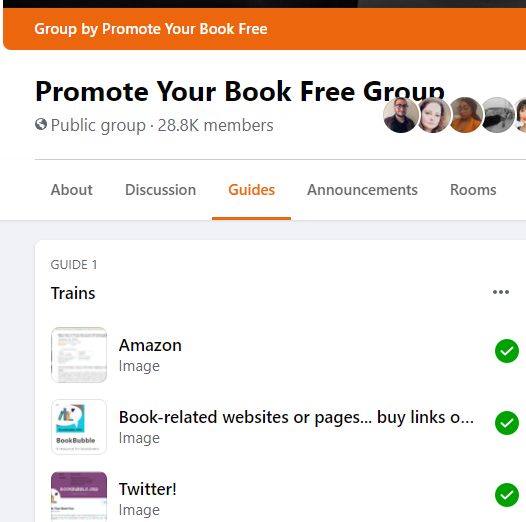 Group by Promote Your Book Free
Promote Your Book Free Group
Public group · 28.8K members
About Discussion Guides Announcements Rooms
GUIDE 1
Trains
Amazon
Image
Book-related websites or pages... buy links o...
Image
BookBubble
Twitter!
Image